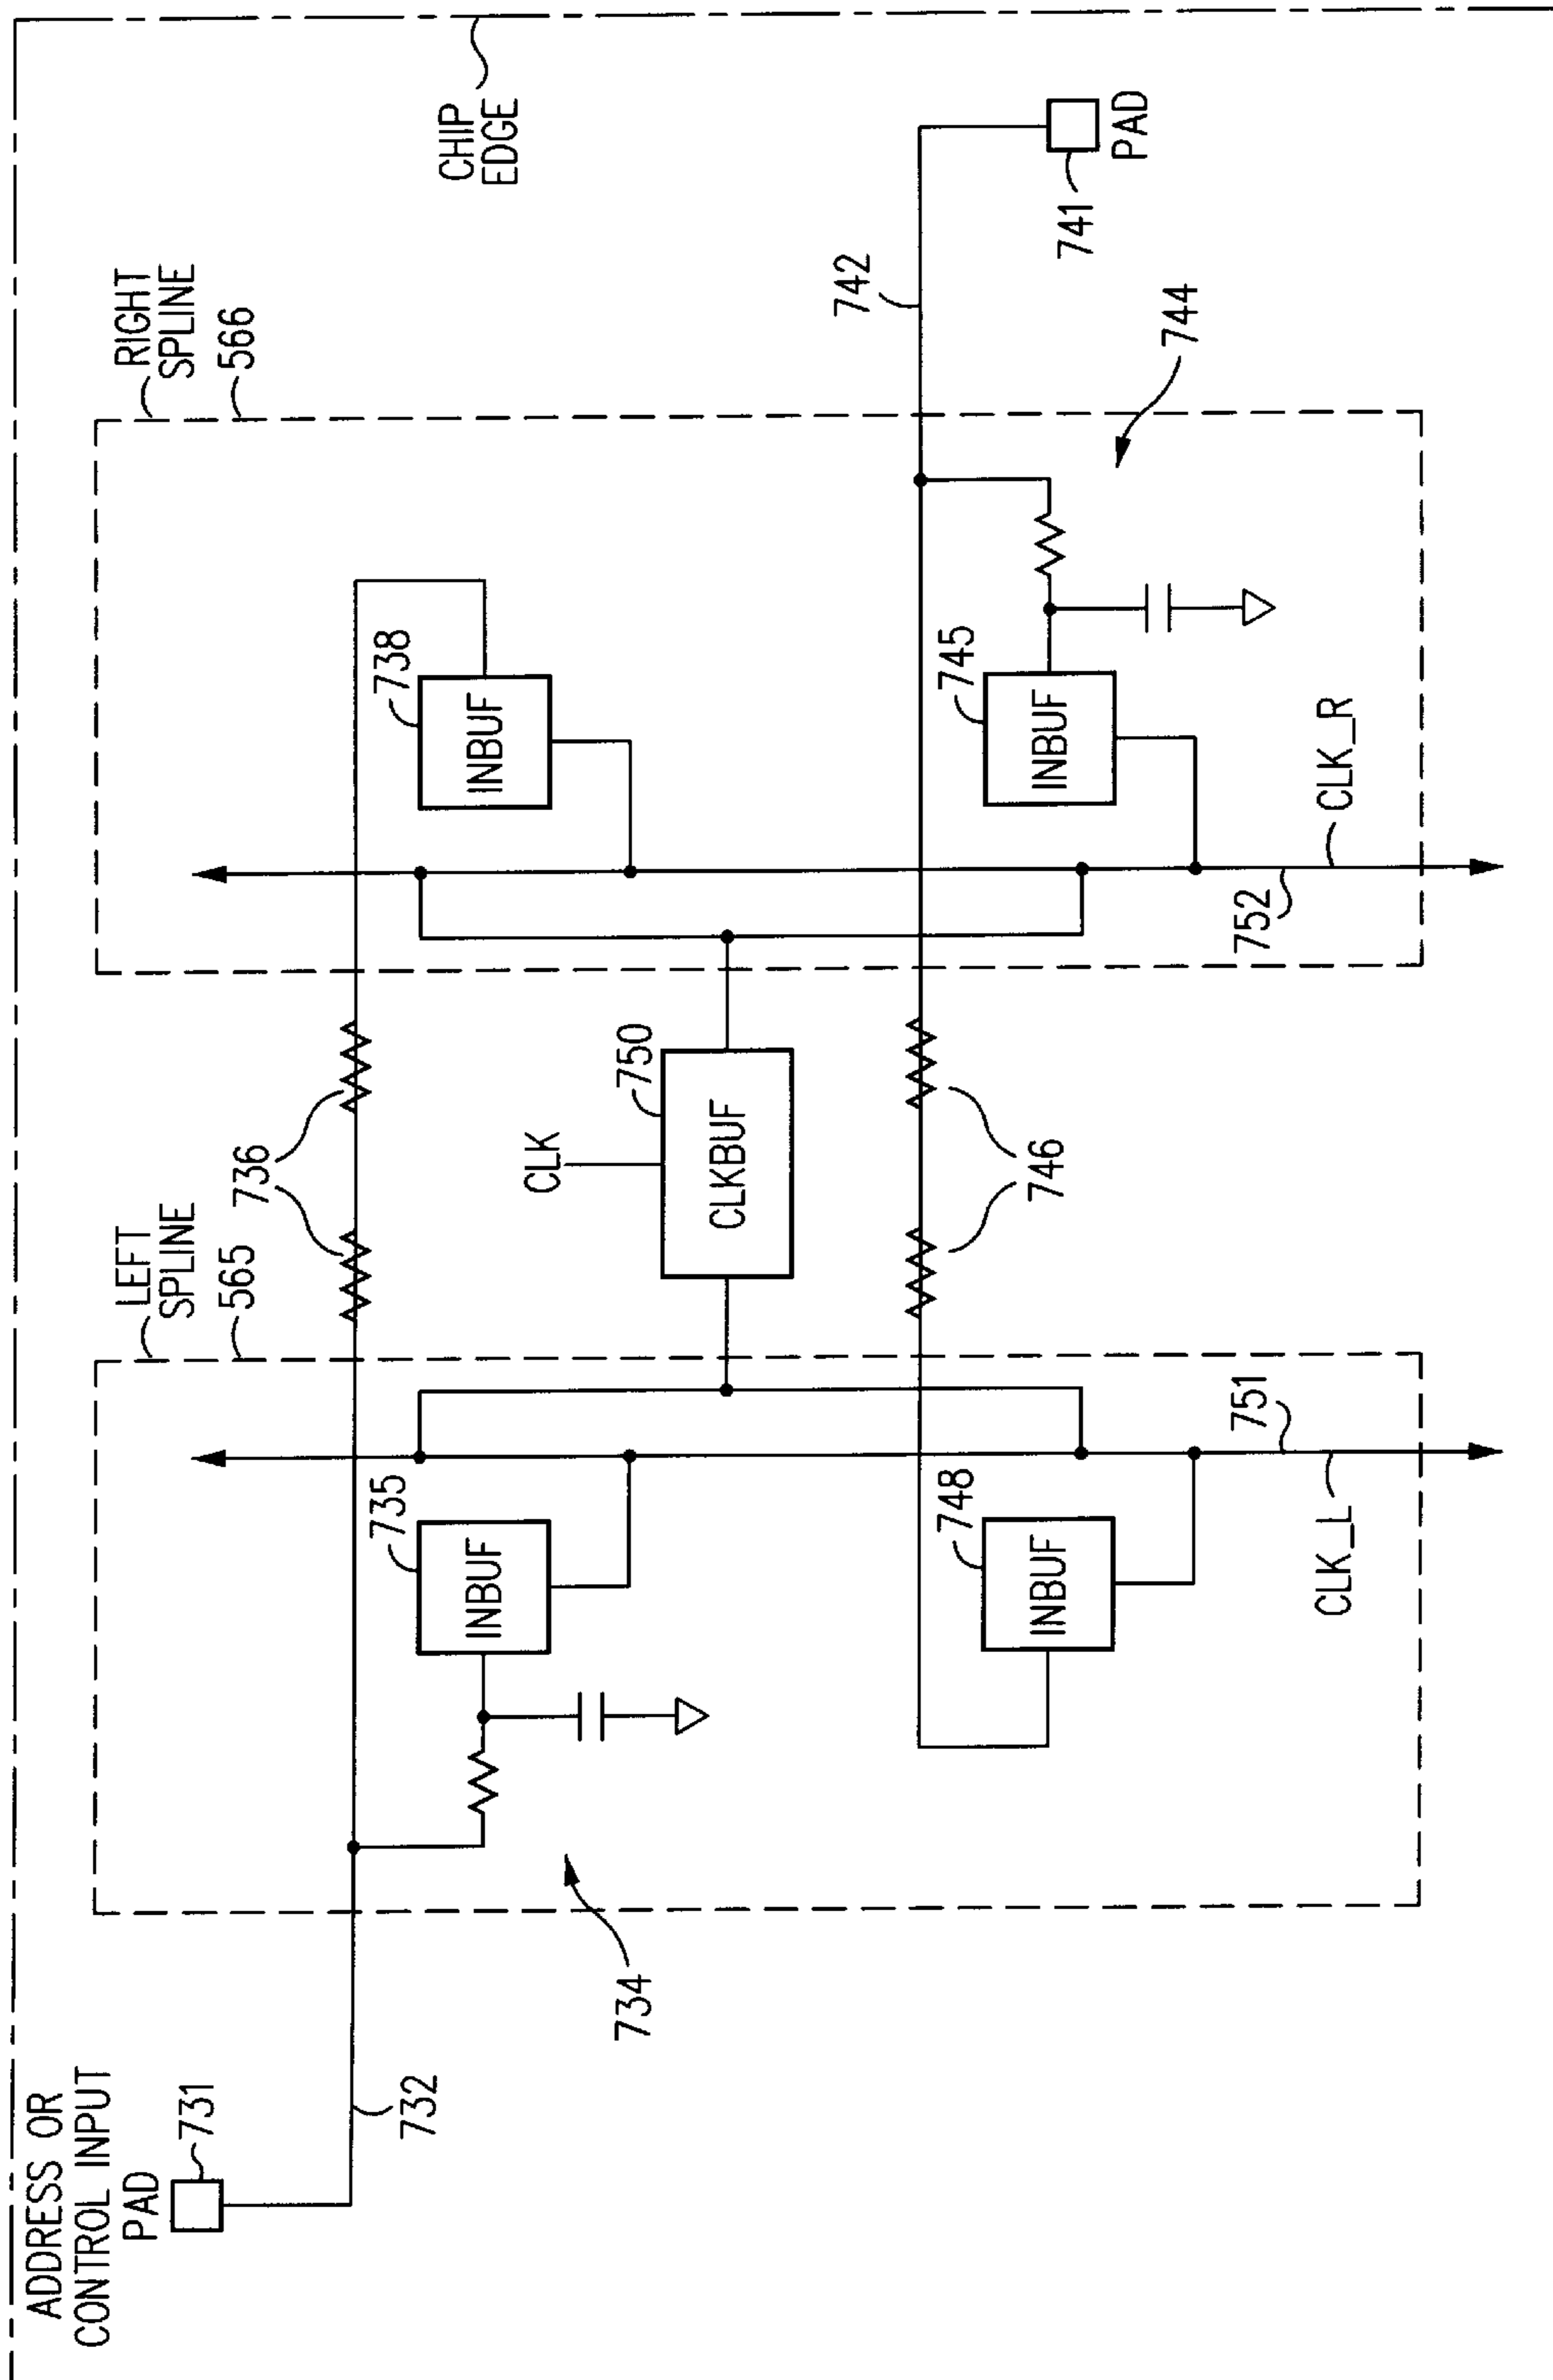 ADDRESS OR
CONTROL INPUT
PAD
731
732
734
LEFT
SPLINE
565
735
INBUF
748
INBUF
751
CLK_L
736
CLK
750
CLKBUF
746
RIGHT
SPLINE
566
738
INBUF
745
INBUF
752
CLK_R
742
744
CHIP
EDGE
741
PAD